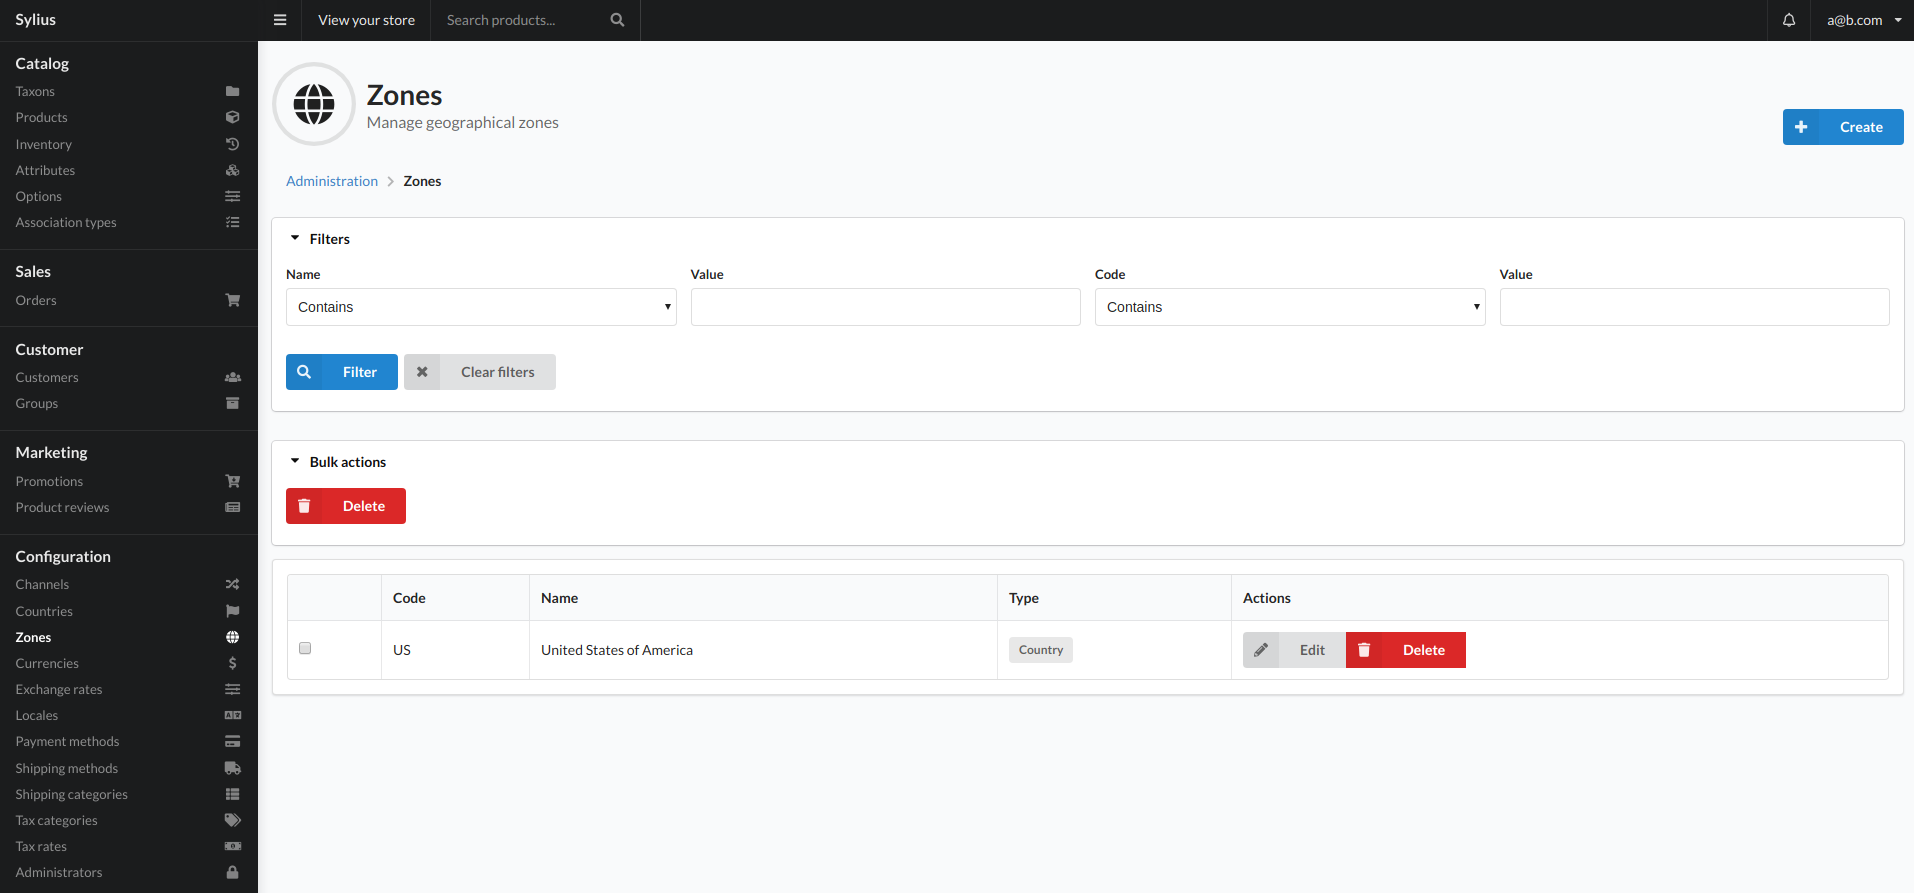 Sylius
View your store
Search products...
a@b.com
Catalog
Taxons
Products
Inventory
Attributes
Options
Association types
Sales
Orders
Customer
Customers
Groups
Marketing
Promotions
Product reviews
Configuration
Channels
Countries
Zones
Currencies
Exchange rates
Locales
Payment methods
Shipping methods
Shipping categories
Tax categories
Tax rates
Administrators
Zones
Manage geographical zones
Create
Administration Zones
Filters
Name Value Code Value
Contains Contains
Filter Clear filters
Bulk actions
Delete
Code Name Type Actions
US United States of America Country Edit Delete